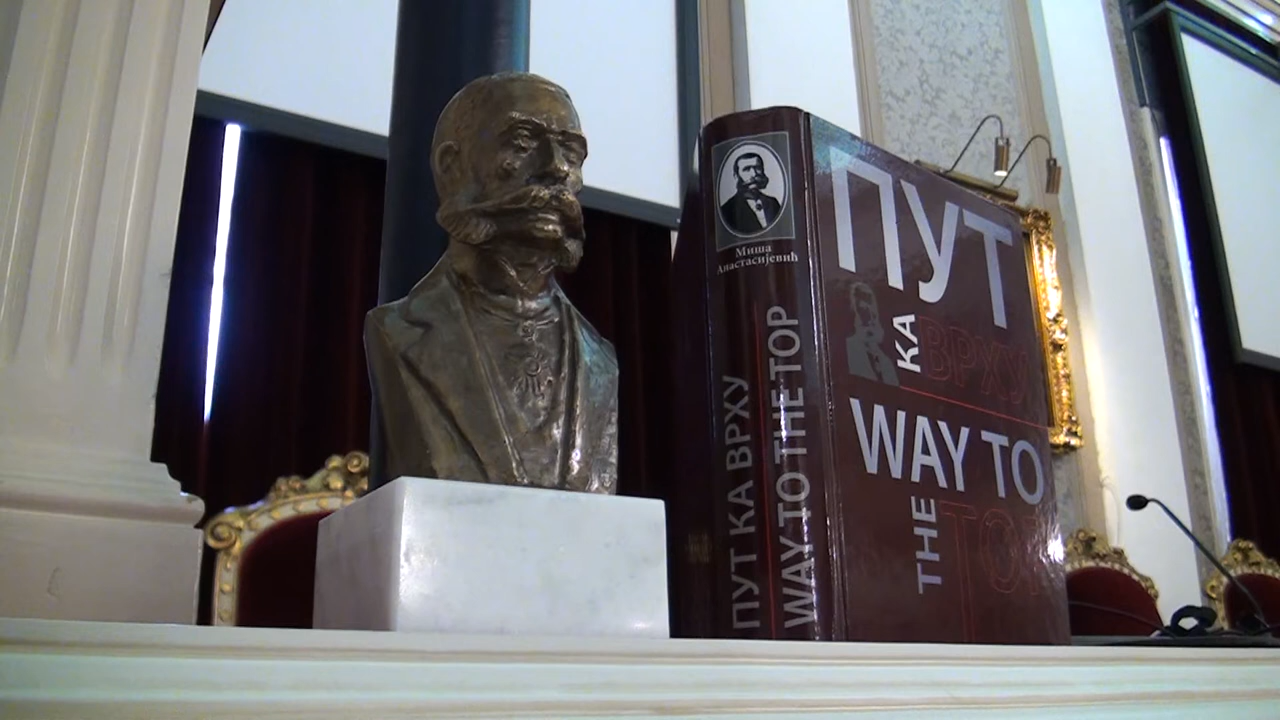 Миша
Анастасијевић
ПУТ КА ВРХУ
WAY TO THE TOP
ПУТ
КА ВРХУ
WAY TO
THE TOP